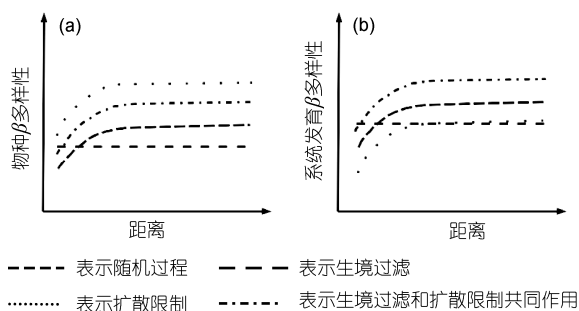 (a)
物种β多样性
距离
(b)
系统发育β多样性
距离
表示随机过程
表示生境过滤
表示扩散限制
表示生境过滤和扩散限制共同作用